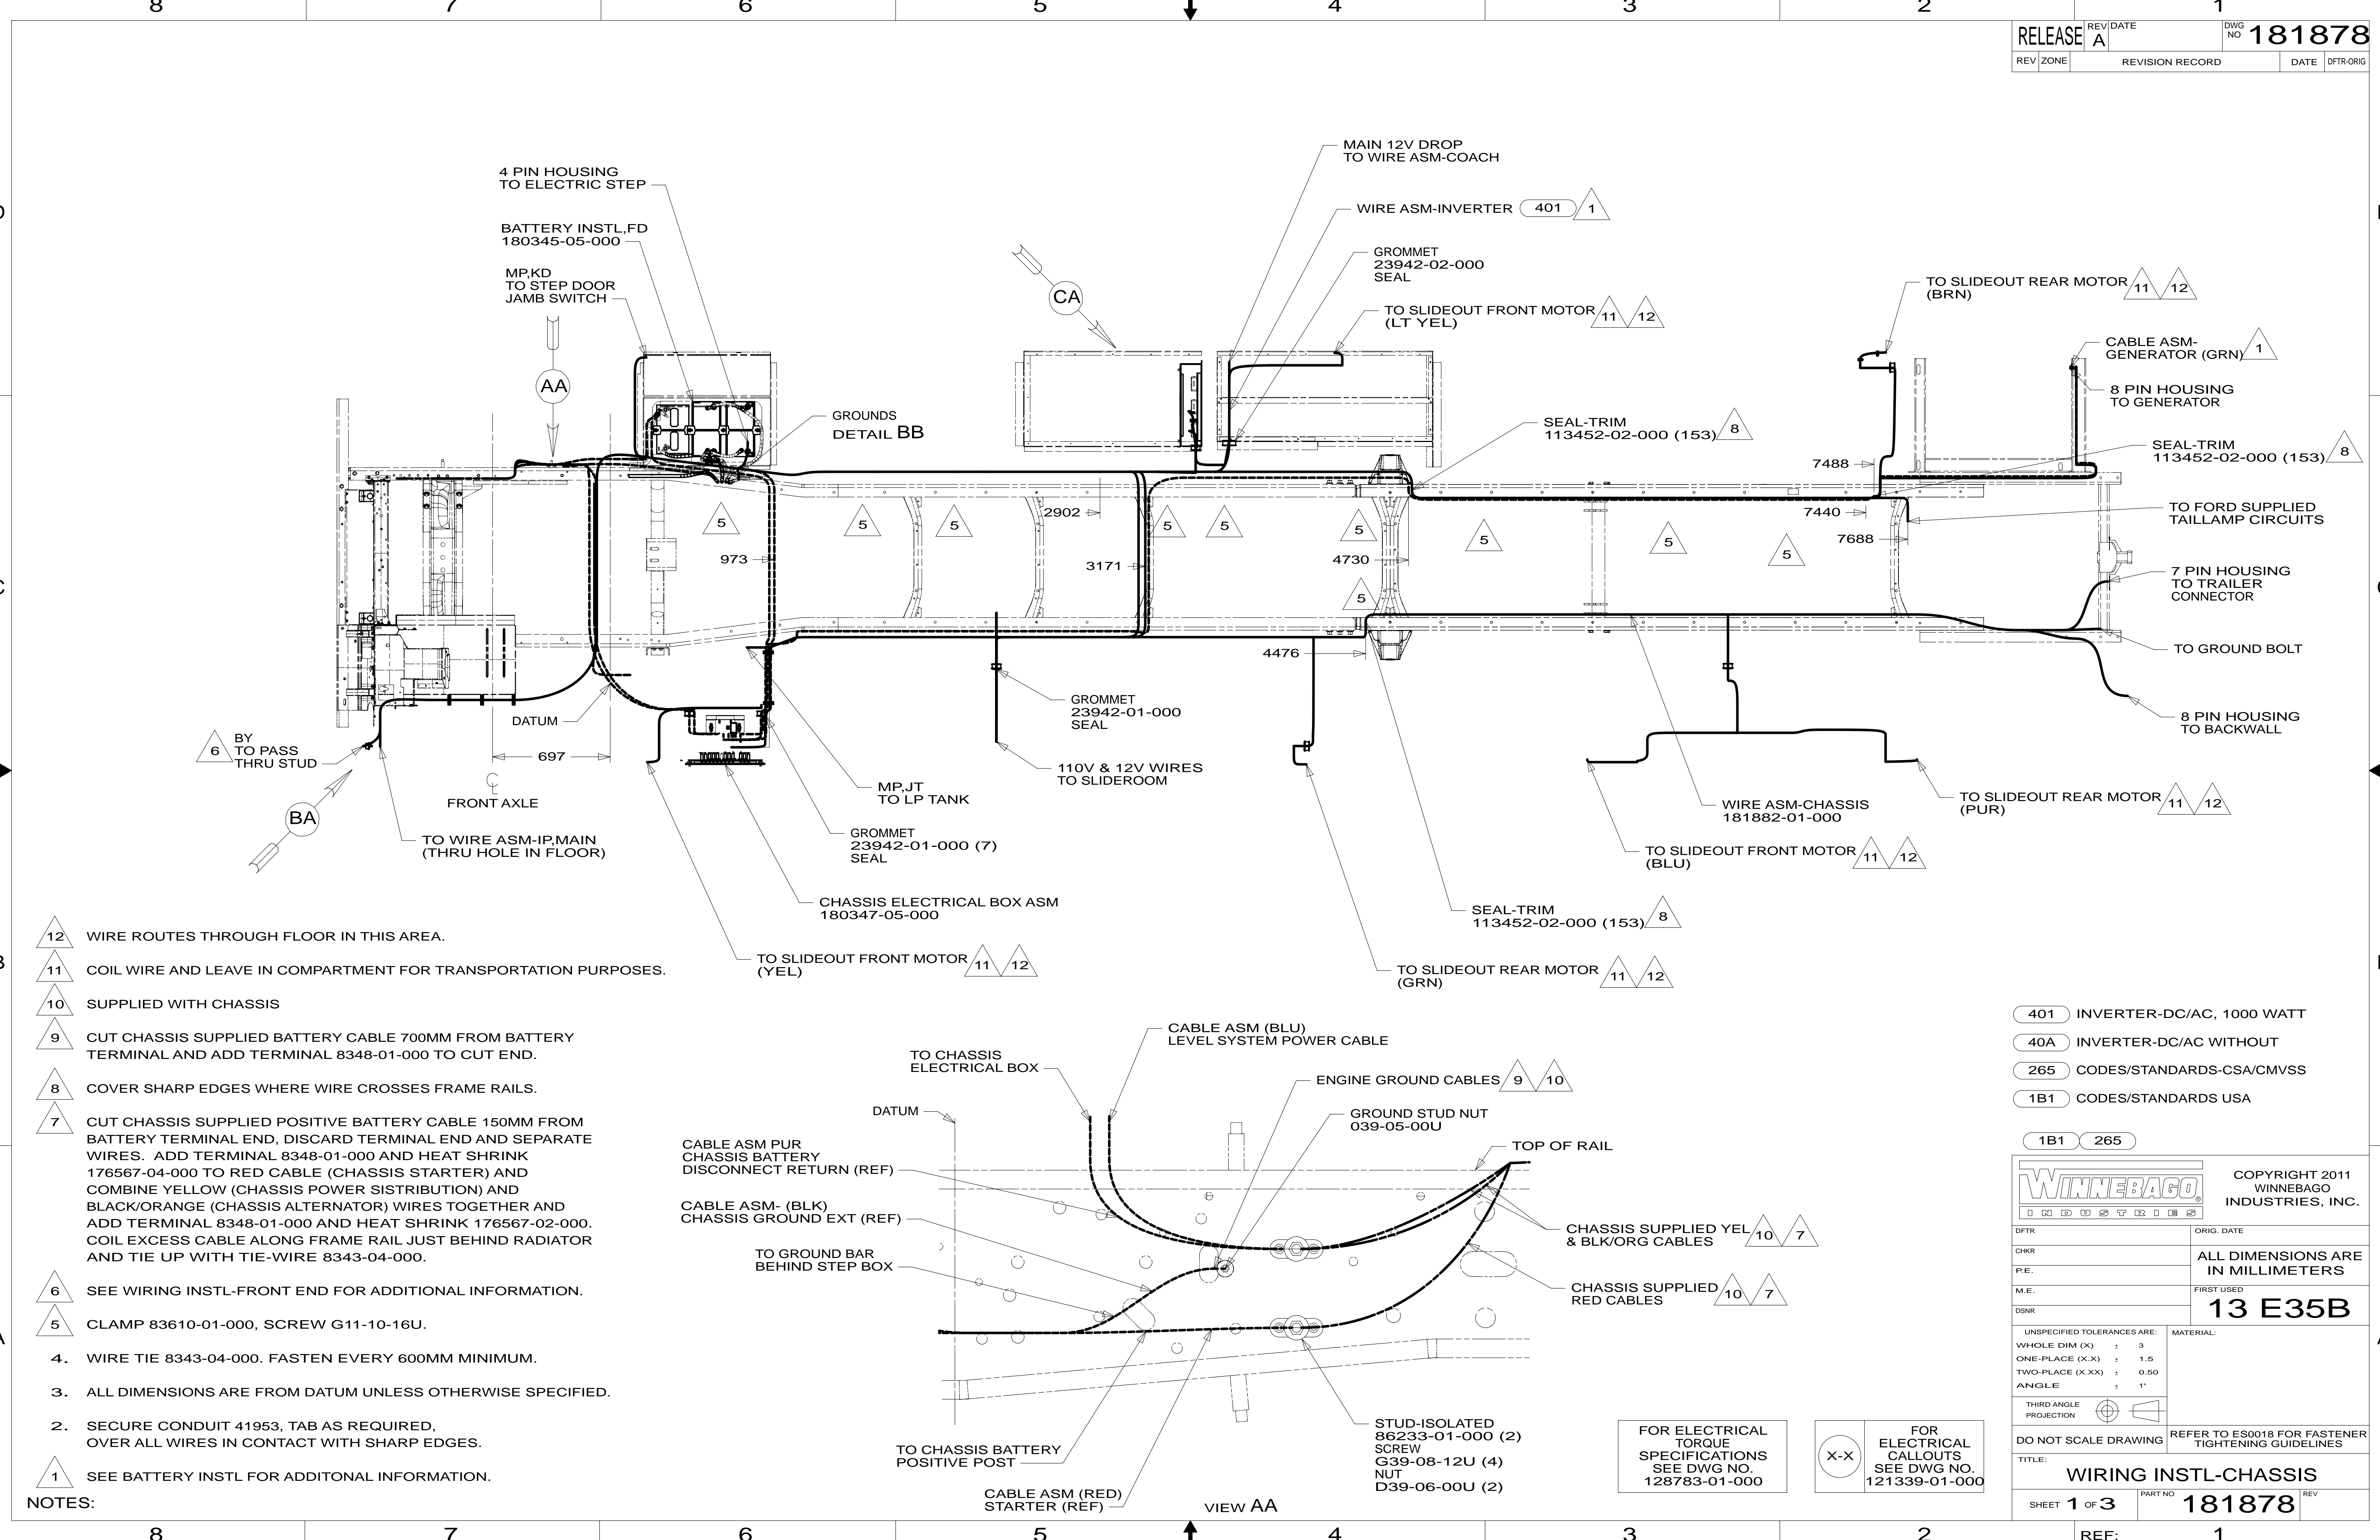 8 7 6 5 4 3 2 1
RELEASE
REV
A
DATE
DWG
NO
181878
REV ZONE REVISION RECORD DATE DFTR-ORIG
MAIN 12V DROP
TO WIRE ASM-COACH
4 PIN HOUSING
TO ELECTRIC STEP
WIRE ASM-INVERTER 401 1
BATTERY INSTL,FD
180345-05-000
GROMMET
23942-02-000
SEAL
MP,KD
TO STEP DOOR
JAMB SWITCH
CA
TO SLIDEOUT FRONT MOTOR 11 12
(LT YEL)
TO SLIDEOUT REAR MOTOR 11 12
(BRN)
CABLE ASM-
GENERATOR (GRN) 1
AA
8 PIN HOUSING
TO GENERATOR
GROUNDS
DETAIL BB
SEAL-TRIM
113452-02-000 (153) 8
SEAL-TRIM
113452-02-000 (153) 8
7488
2902
7440
TO FORD SUPPLIED
TAILLAMP CIRCUITS
5 5 5 5 5 5 5 5 5
7688
973
3171
4730
5
7 PIN HOUSING
TO TRAILER
CONNECTOR
4476
TO GROUND BOLT
GROMMET
23942-01-000
SEAL
DATUM
8 PIN HOUSING
TO BACKWALL
6
BY
TO PASS
THRU STUD
697
110V & 12V WIRES
TO SLIDEROOM
MP,JT
TO LP TANK
FRONT AXLE
BA
WIRE ASM-CHASSIS
181882-01-000
TO SLIDEOUT REAR MOTOR 11 12
(PUR)
TO WIRE ASM-IP,MAIN
(THRU HOLE IN FLOOR)
GROMMET
23942-01-000 (7)
SEAL
TO SLIDEOUT FRONT MOTOR 11 12
(BLU)
CHASSIS ELECTRICAL BOX ASM
180347-05-000
SEAL-TRIM
113452-02-000 (153) 8
TO SLIDEOUT FRONT MOTOR 11 12
(YEL)
TO SLIDEOUT REAR MOTOR 11 12
(GRN)
12 WIRE ROUTES THROUGH FLOOR IN THIS AREA.
11 COIL WIRE AND LEAVE IN COMPARTMENT FOR TRANSPORTATION PURPOSES.
10 SUPPLIED WITH CHASSIS
9 CUT CHASSIS SUPPLIED BATTERY CABLE 700MM FROM BATTERY
TERMINAL AND ADD TERMINAL 8348-01-000 TO CUT END.
8 COVER SHARP EDGES WHERE WIRE CROSSES FRAME RAILS.
7 CUT CHASSIS SUPPLIED POSITIVE BATTERY CABLE 150MM FROM
BATTERY TERMINAL END, DISCARD TERMINAL END AND SEPARATE
WIRES. ADD TERMINAL 8348-01-000 AND HEAT SHRINK
176567-04-000 TO RED CABLE (CHASSIS STARTER) AND
COMBINE YELLOW (CHASSIS POWER SISTRIBUTION) AND
BLACK/ORANGE (CHASSIS ALTERNATOR) WIRES TOGETHER AND
ADD TERMINAL 8348-01-000 AND HEAT SHRINK 176567-02-000.
COIL EXCESS CABLE ALONG FRAME RAIL JUST BEHIND RADIATOR
AND TIE UP WITH TIE-WIRE 8343-04-000.
6 SEE WIRING INSTL-FRONT END FOR ADDITIONAL INFORMATION.
5 CLAMP 83610-01-000, SCREW G11-10-16U.
4. WIRE TIE 8343-04-000. FASTEN EVERY 600MM MINIMUM.
3. ALL DIMENSIONS ARE FROM DATUM UNLESS OTHERWISE SPECIFIED.
2. SECURE CONDUIT 41953, TAB AS REQUIRED,
OVER ALL WIRES IN CONTACT WITH SHARP EDGES.
1 SEE BATTERY INSTL FOR ADDITONAL INFORMATION.
NOTES:
CABLE ASM (BLU)
LEVEL SYSTEM POWER CABLE
TO CHASSIS
ELECTRICAL BOX
ENGINE GROUND CABLES 9 10
DATUM
GROUND STUD NUT
039-05-00U
TOP OF RAIL
CABLE ASM PUR
CHASSIS BATTERY
DISCONNECT RETURN (REF)
CABLE ASM- (BLK)
CHASSIS GROUND EXT (REF)
CHASSIS SUPPLIED YEL 10 7
& BLK/ORG CABLES
TO GROUND BAR
BEHIND STEP BOX
CHASSIS SUPPLIED 10 7
RED CABLES
STUD-ISOLATED
86233-01-000 (2)
SCREW
G39-08-12U (4)
NUT
D39-06-00U (2)
TO CHASSIS BATTERY
POSITIVE POST
CABLE ASM (RED)
STARTER (REF)
VIEW AA
FOR ELECTRICAL
TORQUE
SPECIFICATIONS
SEE DWG NO.
128783-01-000
X-X
FOR
ELECTRICAL
CALLOUTS
SEE DWG NO.
121339-01-000
401 INVERTER-DC/AC, 1000 WATT
40A INVERTER-DC/AC WITHOUT
265 CODES/STANDARDS-CSA/CMVSS
1B1 CODES/STANDARDS USA
1B1 265
WINNEBAGO®
INDUSTRIES
COPYRIGHT 2011
WINNEBAGO
INDUSTRIES, INC.
DFTR
ORIG. DATE
CHKR
ALL DIMENSIONS ARE
IN MILLIMETERS
P.E.
M.E.
FIRST USED
13 E35B
DSNR
UNSPECIFIED TOLERANCES ARE:
MATERIAL:
WHOLE DIM (X) ± 3
ONE-PLACE (X.X) ± 1.5
TWO-PLACE (X.XX) ± 0.50
ANGLE ± 1°
THIRD ANGLE
PROJECTION
DO NOT SCALE DRAWING
REFER TO ES0018 FOR FASTENER
TIGHTENING GUIDELINES
TITLE:
WIRING INSTL-CHASSIS
SHEET 1 OF 3
PART NO 181878 REV
8 7 6 5 4 3 2 1
REF: